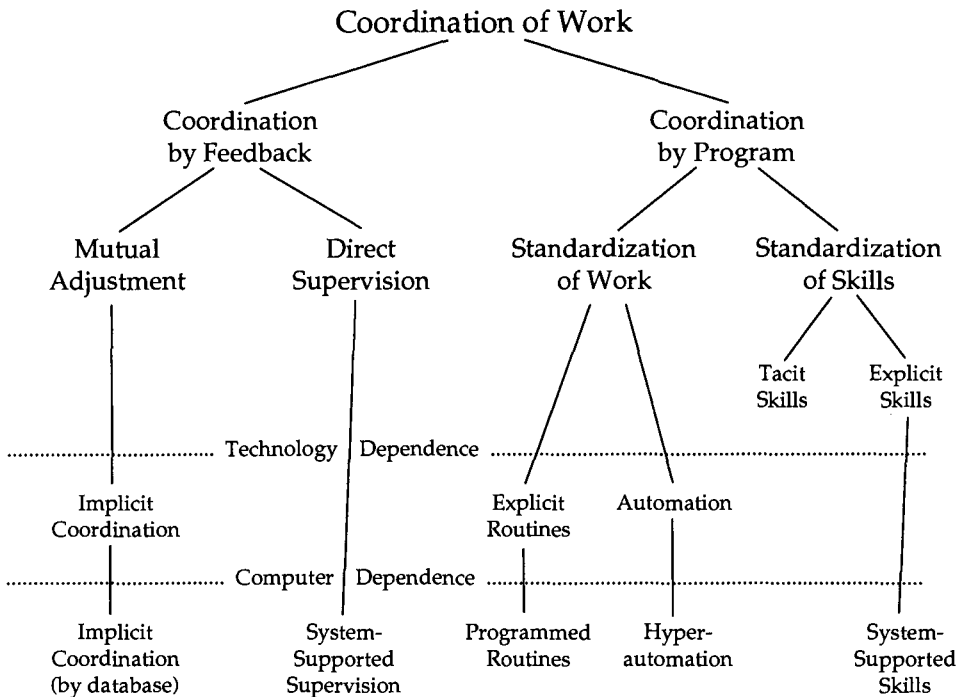 Coordination of Work
Coordination
by Feedback
Coordination
by Program
Mutual
Adjustment
Direct
Supervision
Standardization
of Work
Standardization
of Skills
Tacit
Skills
Explicit
Skills
Technology Dependence
Implicit
Coordination
Explicit
Routines
Automation
Computer Dependence
Implicit
Coordination
(by database)
System-
Supported
Supervision
Programmed
Routines
Hyper-
automation
System-
Supported
Skills